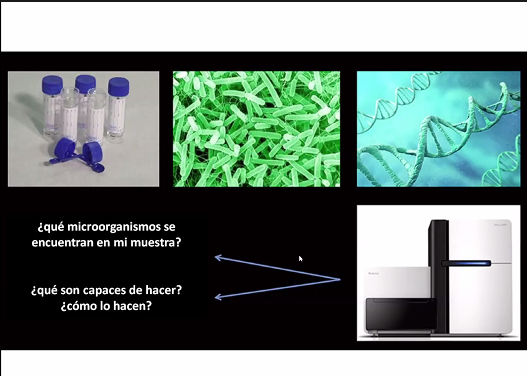 ¿qué microorganismos se
encuentran en mi muestra?
¿qué son capaces de hacer?
¿cómo lo hacen?